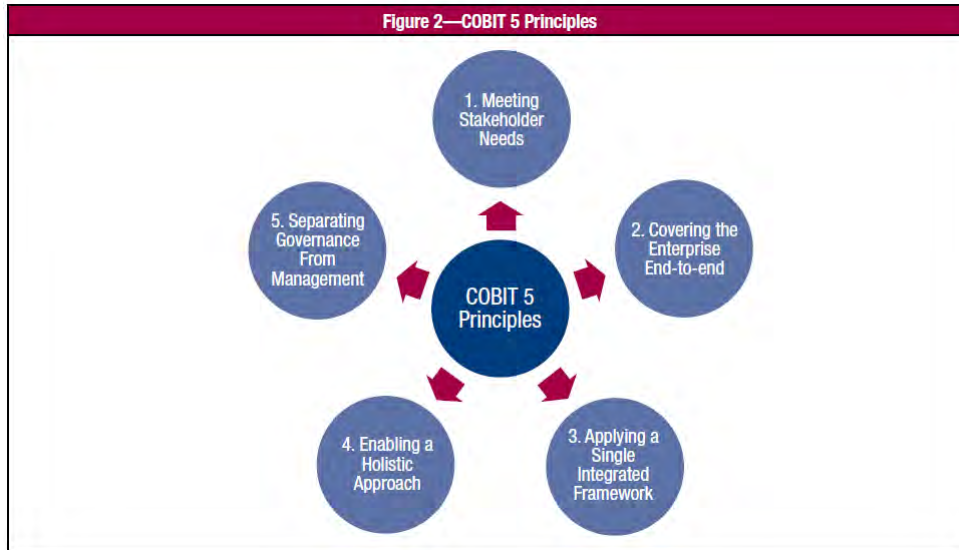 Figure 2—COBIT 5 Principles
1. Meeting
Stakeholder
Needs
2. Covering the
Enterprise
End-to-end
3. Applying a
Single
Integrated
Framework
4. Enabling a
Holistic
Approach
5. Separating
Governance
From
Management
COBIT 5
Principles